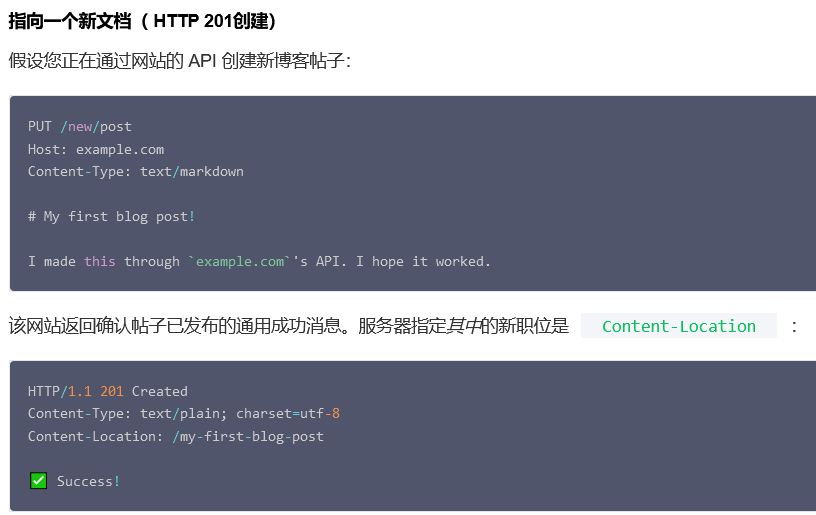 指向一个新文档（ HTTP 201创建）
假设您正在通过网站的 API 创建新博客帖子：
PUT /new/post
Host: example.com
Content-Type: text/markdown
# My first blog post!
I made this through `example.com`'s API. I hope it worked.
该网站返回确认帖子已发布的通用成功消息。服务器指定其中的新职位是 Content-Location ：
HTTP/1.1 201 Created
Content-Type: text/plain; charset=utf-8
Content-Location: /my-first-blog-post
✅ Success!